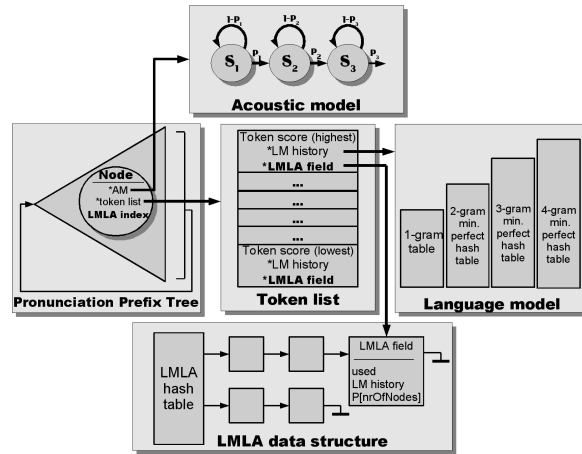 1-P1 1-P2 1-P3
S1 P1 S2 P2 S3 P3
Acoustic model
Node
*AM
*token list
LMLA index
Pronunciation Prefix Tree
Token score (highest)
*LM history
*LMLA field
...
...
...
...
Token score (lowest)
*LM history
*LMLA field
Token list
1-gram
table
2-gram
min.
perfect
hash
table
3-gram
min.
perfect
hash
table
4-gram
min.
perfect
hash
table
Language model
LMLA
hash
table
LMLA field
used
LM history
P[nrOfNodes]
LMLA data structure